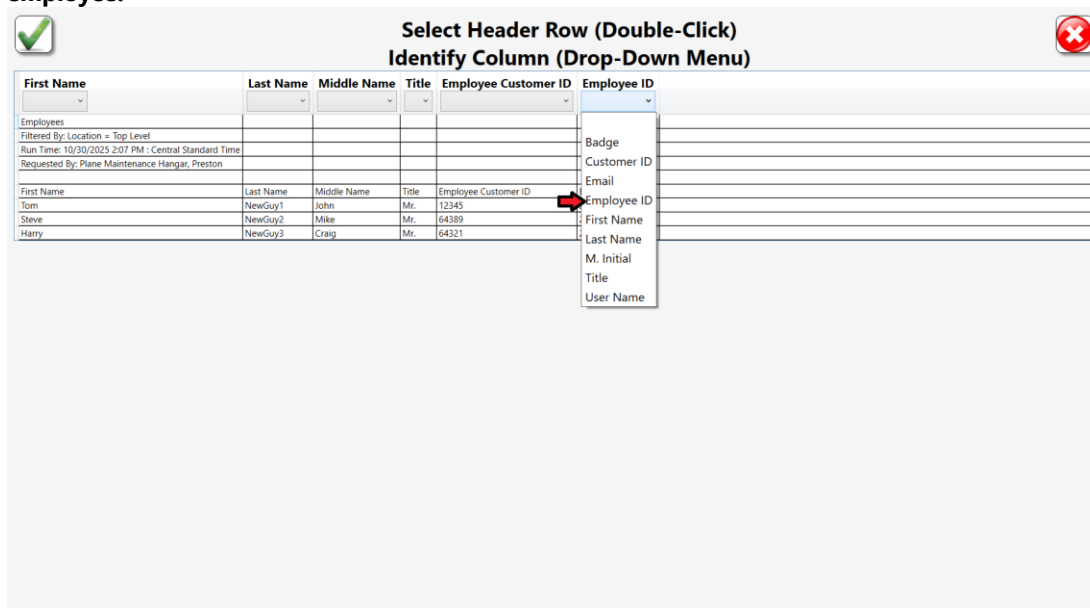 employee.
Select Header Row (Double-Click)
Identify Column (Drop-Down Menu)
First Name Last Name Middle Name Title Employee Customer ID Employee ID
Employees
Filtered By: Location = Top Level
Run Time: 10/30/2025 2:07 PM : Central Standard Time
Requested By: Plane Maintenance Hangar, Preston
First Name Last Name Middle Name Title Employee Customer ID
Tom NewGuy1 John Mr. 12345
Steve NewGuy2 Mike Mr. 64389
Harry NewGuy3 Craig Mr. 64321
Badge
Customer ID
Email
Employee ID
First Name
Last Name
M. Initial
Title
User Name